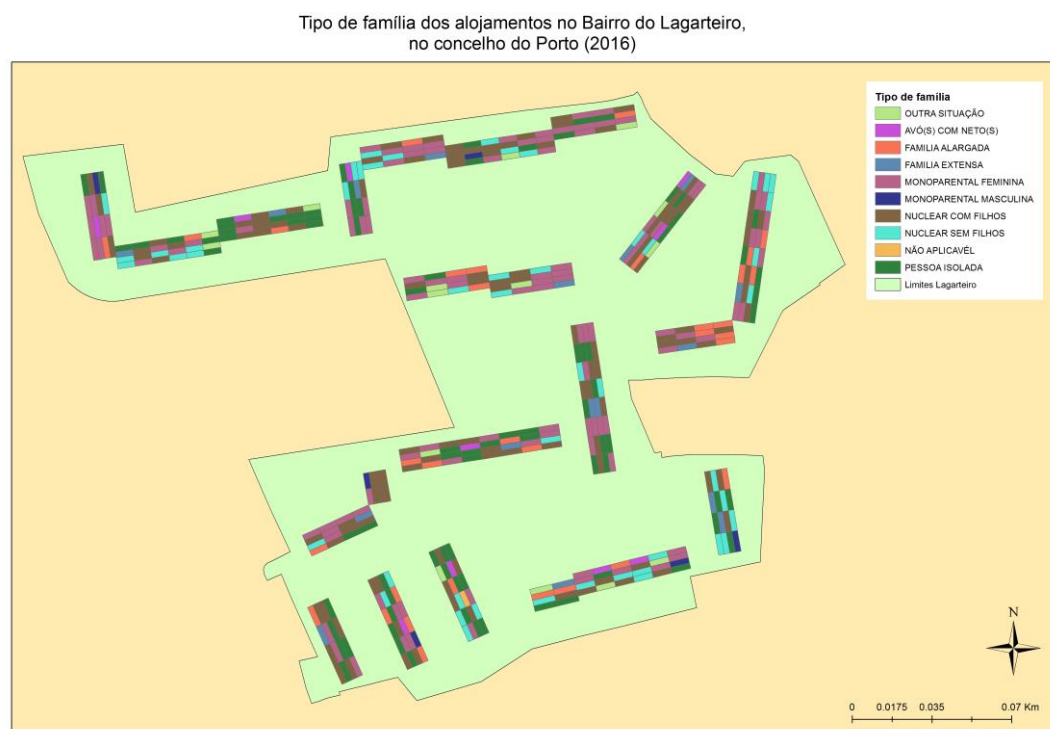 Tipo de família dos alojamentos no Bairro do Lagarteiro,
no concelho do Porto (2016)
Tipo de família
OUTRA SITUAÇÃO
AVÓ(S) COM NETO(S)
FAMILIA ALARGADA
FAMILIA EXTENSA
MONOPARENTAL FEMININA
MONOPARENTAL MASCULINA
NUCLEAR COM FILHOS
NUCLEAR SEM FILHOS
NÃO APLICAVÉL
PESSOA ISOLADA
Limites Lagarteiro
N
0 0.0175 0.035 0.07 Km